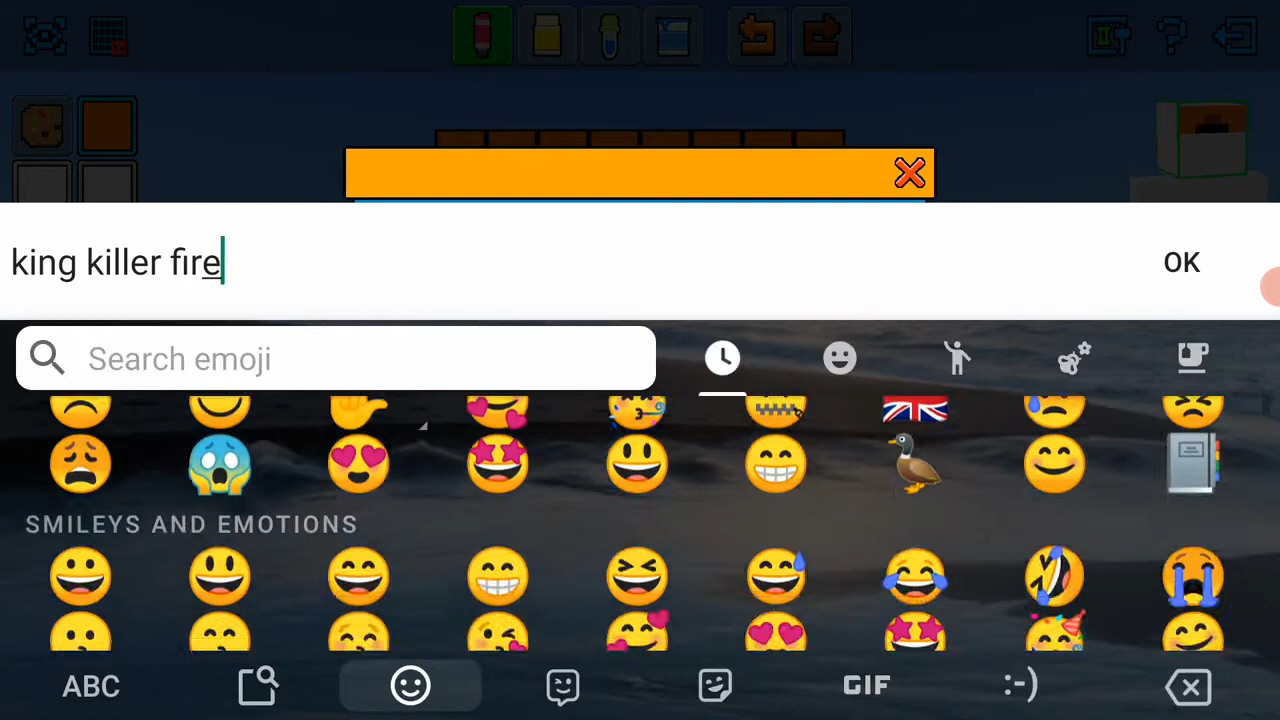 king killer fire
OK
Search emoji
SMILEYS AND EMOTIONS
ABC
GIF
:-)